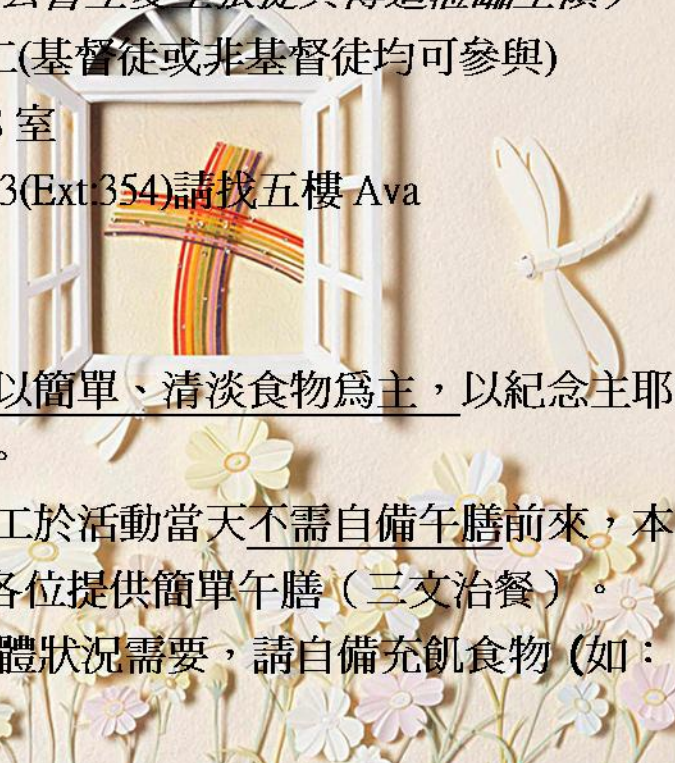 工(基督徒或非基督徒均可參與)
室
3(Ext:354)請找五樓 Ava
以簡單、清淡食物爲主，以紀念主耶
。
工於活動當天不需自備午膳前來，本
各位提供簡單午膳（三文治餐）。
體狀況需要，請自備充飢食物 (如：